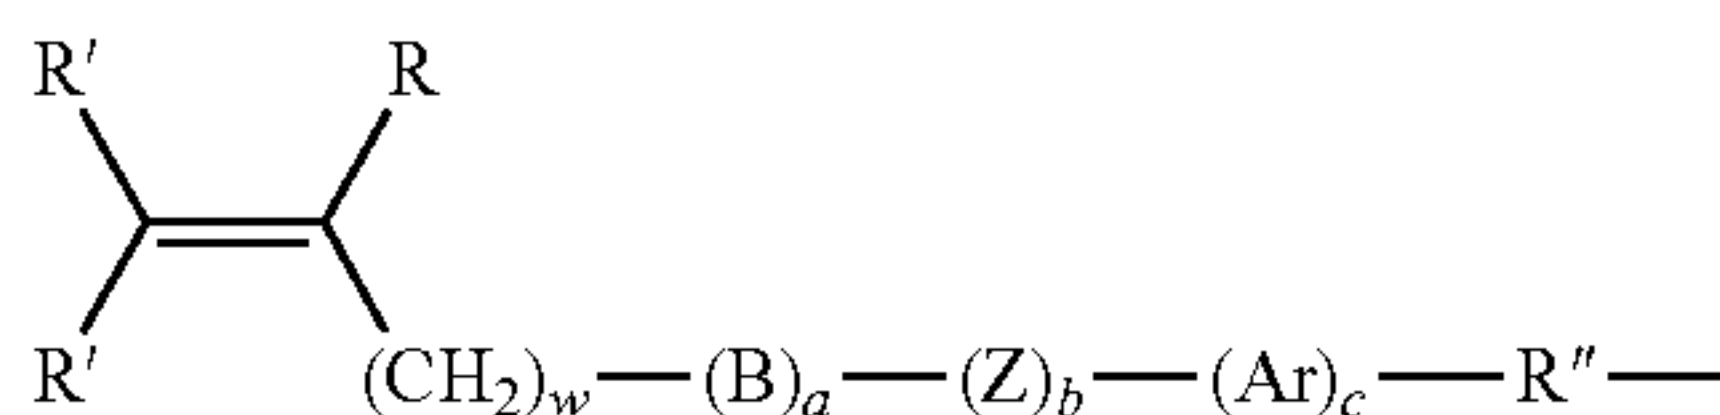 R′ R
R′ (CH₂)w—(B)a—(Z)b—(Ar)c—R″—